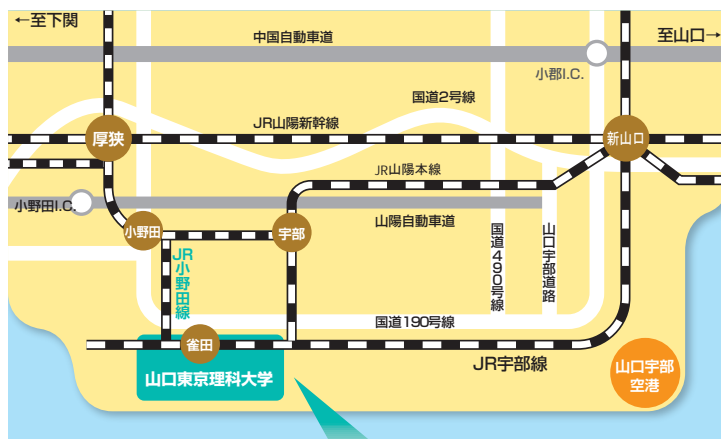 ←至下関
中国自動車道
至山口→
小郡I.C.
国道2号線
JR山陽新幹線
厚狭
新山口
JR山陽本線
小野田I.C.
山陽自動車道
小野田
宇部
JR小野田線
国道490号線
山口宇部道路
国道190号線
雀田
JR宇部線
山口東京理科大学
山口宇部
空港